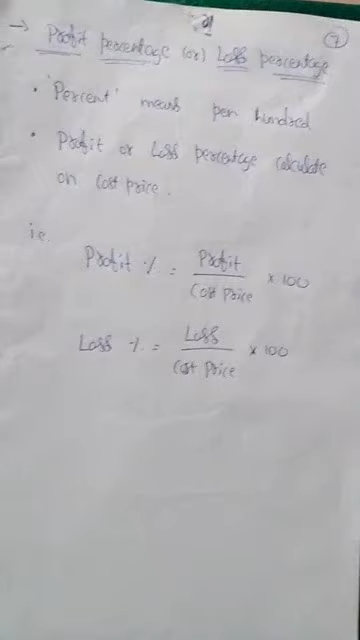 → Profit percentage (or) Loss percentage
7
• 'Percent' means per hundred.
• Profit or Loss percentage calculate
on Cost price.
i.e.
Profit % = Profit / Cost Price × 100
Loss % = Loss / Cost Price × 100